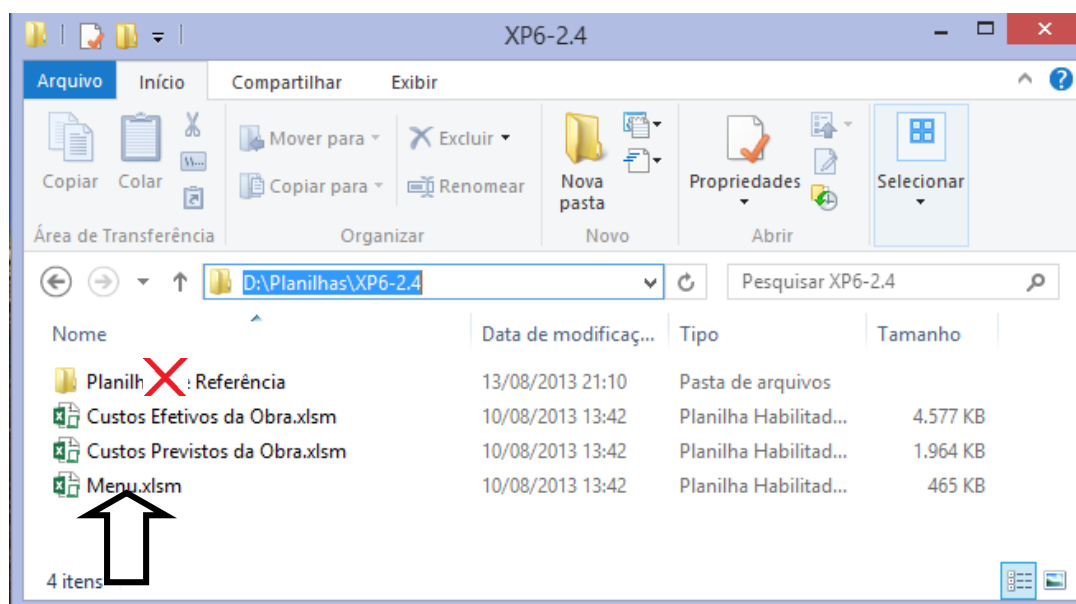 XP6-2.4
Arquivo Início Compartilhar Exibir
Copiar Colar Mover para Copiar para Excluir Renomear Nova pasta Propriedades Selecionar
Área de Transferência Organizar Novo Abrir
D:\Planilhas\XP6-2.4 Pesquisar XP6-2.4
Nome Data de modificaç... Tipo Tamanho
Referência 13/08/2013 21:10 Pasta de arquivos
Custos Efetivos da Obra.xlsm 10/08/2013 13:42 Planilha Habilitad... 4.577 KB
Custos Previstos da Obra.xlsm 10/08/2013 13:42 Planilha Habilitad... 1.964 KB
Menu.xlsm 10/08/2013 13:42 Planilha Habilitad... 465 KB
4 itens